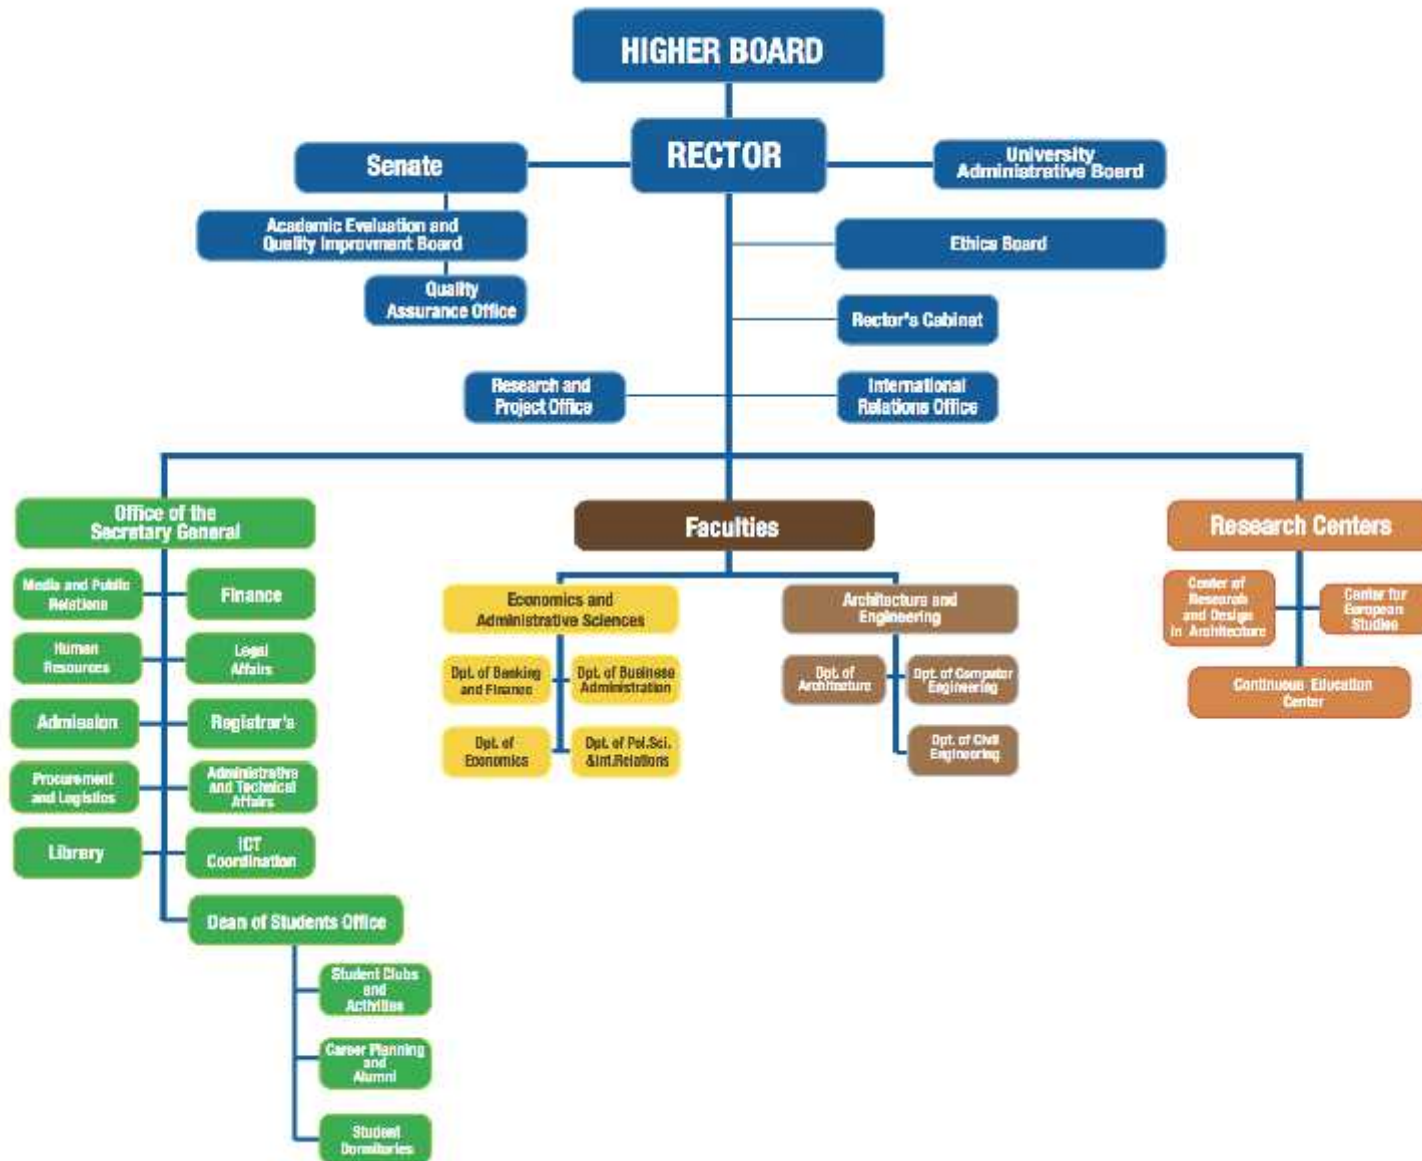 HIGHER BOARD
RECTOR
Senate
University
Administrative Board
Academic Evaluation and
Quality Improvment Board
Ethics Board
Quality
Assurance Office
Rector's Cabinet
Research and
Project Office
International
Relations Office
Office of the
Secretary General
Faculties
Research Centers
Media and Public
Relations
Finance
Human
Resources
Legal
Affairs
Admission
Registrar's
Procurement
and Logistics
Administrative
and Technical
Affairs
Library
ICT
Coordination
Dean of Students Office
Student Clubs
and
Activities
Career Planning
and
Alumni
Student
Dormitories
Economics and
Administrative Sciences
Dpt. of Banking
and Finance
Dpt. of Business
Administration
Dpt. of
Economics
Dpt. of Pol.Sci.
&Int.Relations
Architecture and
Engineering
Dpt. of
Architecture
Dpt. of Computer
Engineering
Dpt. of Civil
Engineering
Center of
Research
and Design
in Architecture
Center for
European
Studies
Continuous Education
Center